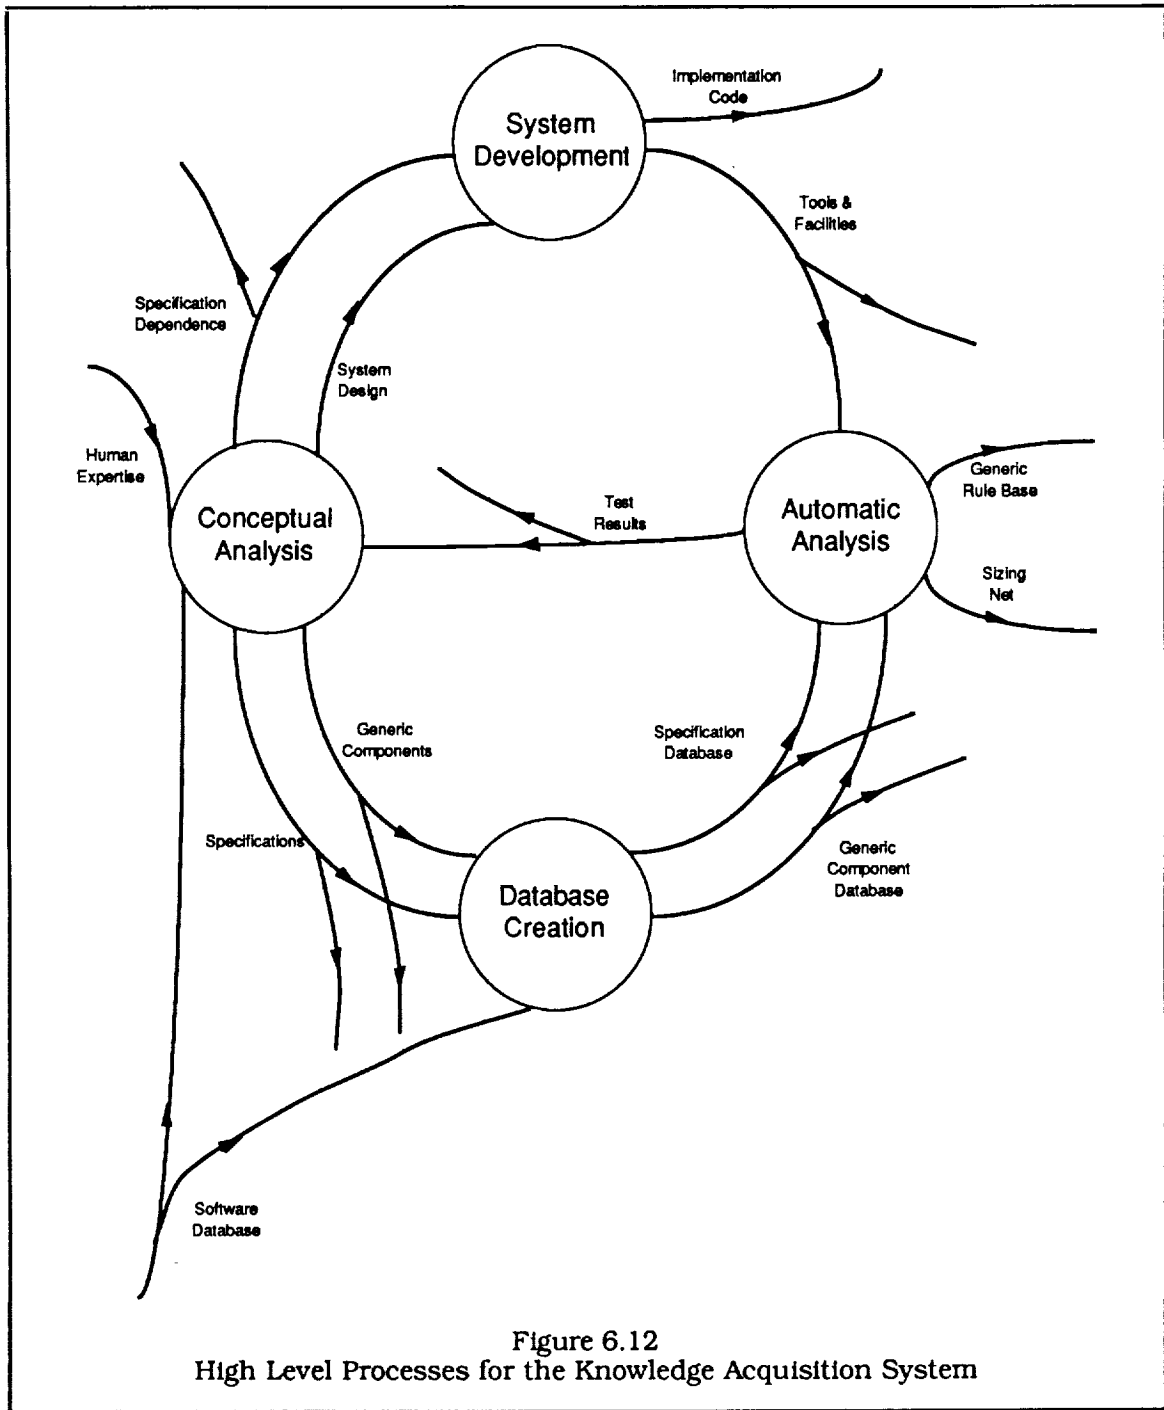 Implementation
Code
System
Development
Tools &
Facilities
Specification
Dependence
System
Design
Human
Expertise
Generic
Rule Base
Test
Results
Conceptual
Analysis
Automatic
Analysis
Sizing
Net
Generic
Components
Specification
Database
Specifications
Generic
Component
Database
Database
Creation
Software
Database
Figure 6.12
High Level Processes for the Knowledge Acquisition System